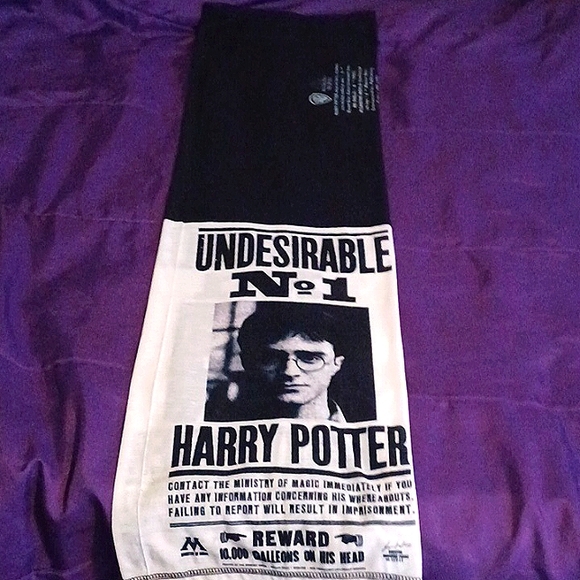 UNDESIRABLE
No 1
HARRY POTTER
CONTACT THE MINISTRY OF MAGIC IMMEDIATELY IF YOU
HAVE ANY INFORMATION CONCERNING HIS WHEREABOUTS.
FAILING TO REPORT WILL RESULT IN IMPRISONMENT.
REWARD
10.000 GALLEONS ON HIS HEAD